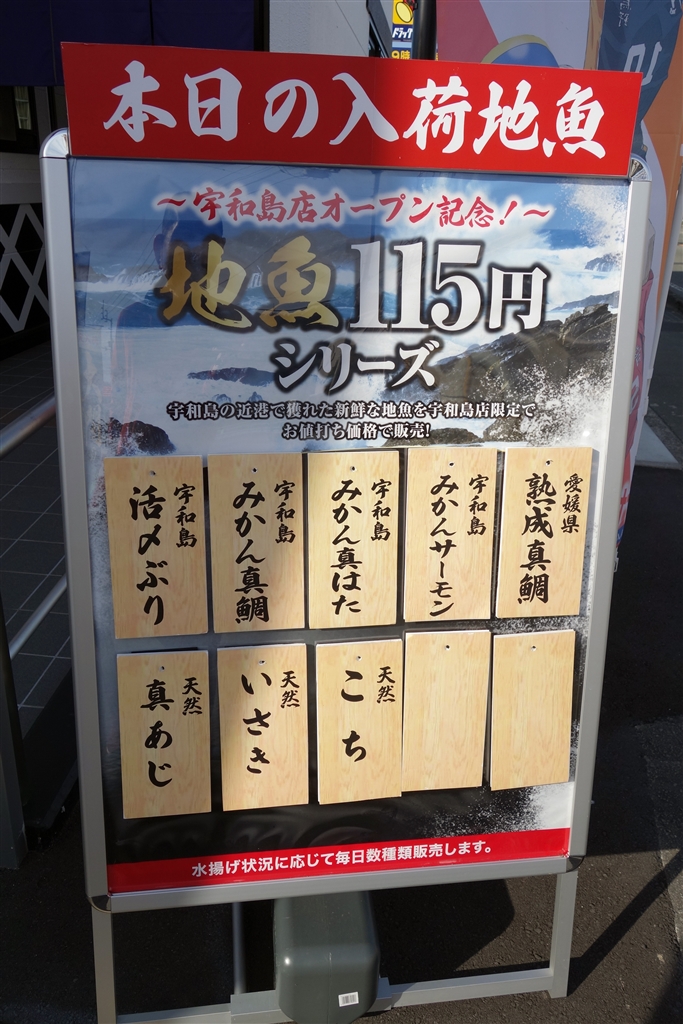 ドラッグ
9時
10
本日の入荷地魚
～宇和島店オープン記念!～
地魚115円
シリーズ
宇和島の近港で獲れた新鮮な地魚を宇和島店限定で
お値打ち価格で販売!
愛媛県
熟成真鯛
宇和島
みかんサーモン
宇和島
みかん真はた
宇和島
みかん真鯛
宇和島
活〆ぶり
天然
こち
天然
いさき
天然
真あじ
水揚げ状況に応じて毎日数種類販売します。